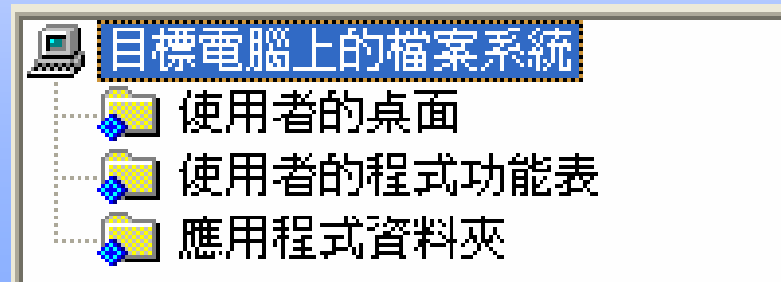 目標電腦上的檔案系統
使用者的桌面
使用者的程式功能表
應用程式資料夾